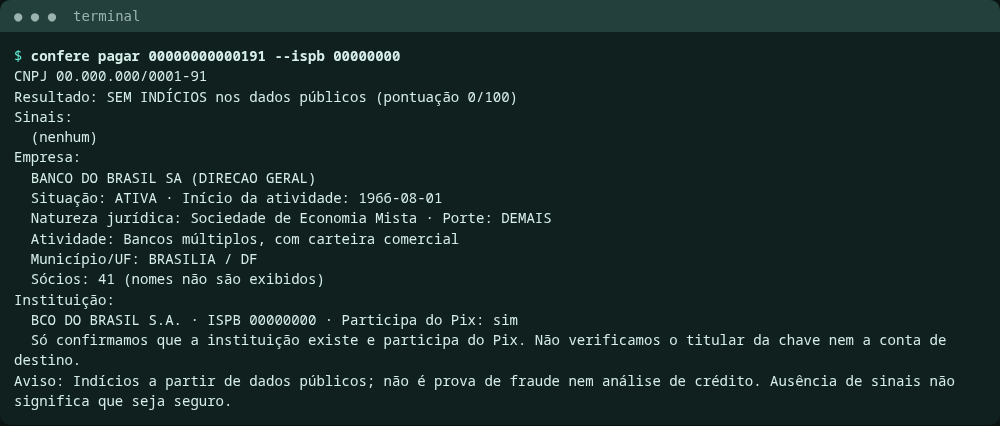 terminal
$ confere pagar 00000000000191 --ispb 00000000
CNPJ 00.000.000/0001-91
Resultado: SEM INDÍCIOS nos dados públicos (pontuação 0/100)
Sinais:
(nenhum)
Empresa:
BANCO DO BRASIL SA (DIRECAO GERAL)
Situação: ATIVA · Início da atividade: 1966-08-01
Natureza jurídica: Sociedade de Economia Mista · Porte: DEMAIS
Atividade: Bancos múltiplos, com carteira comercial
Município/UF: BRASILIA / DF
Sócios: 41 (nomes não são exibidos)
Instituição:
BCO DO BRASIL S.A. · ISPB 00000000 · Participa do Pix: sim
Só confirmamos que a instituição existe e participa do Pix. Não verificamos o titular da chave nem a conta de
destino.
Aviso: Indícios a partir de dados públicos; não é prova de fraude nem análise de crédito. Ausência de sinais não
significa que seja seguro.